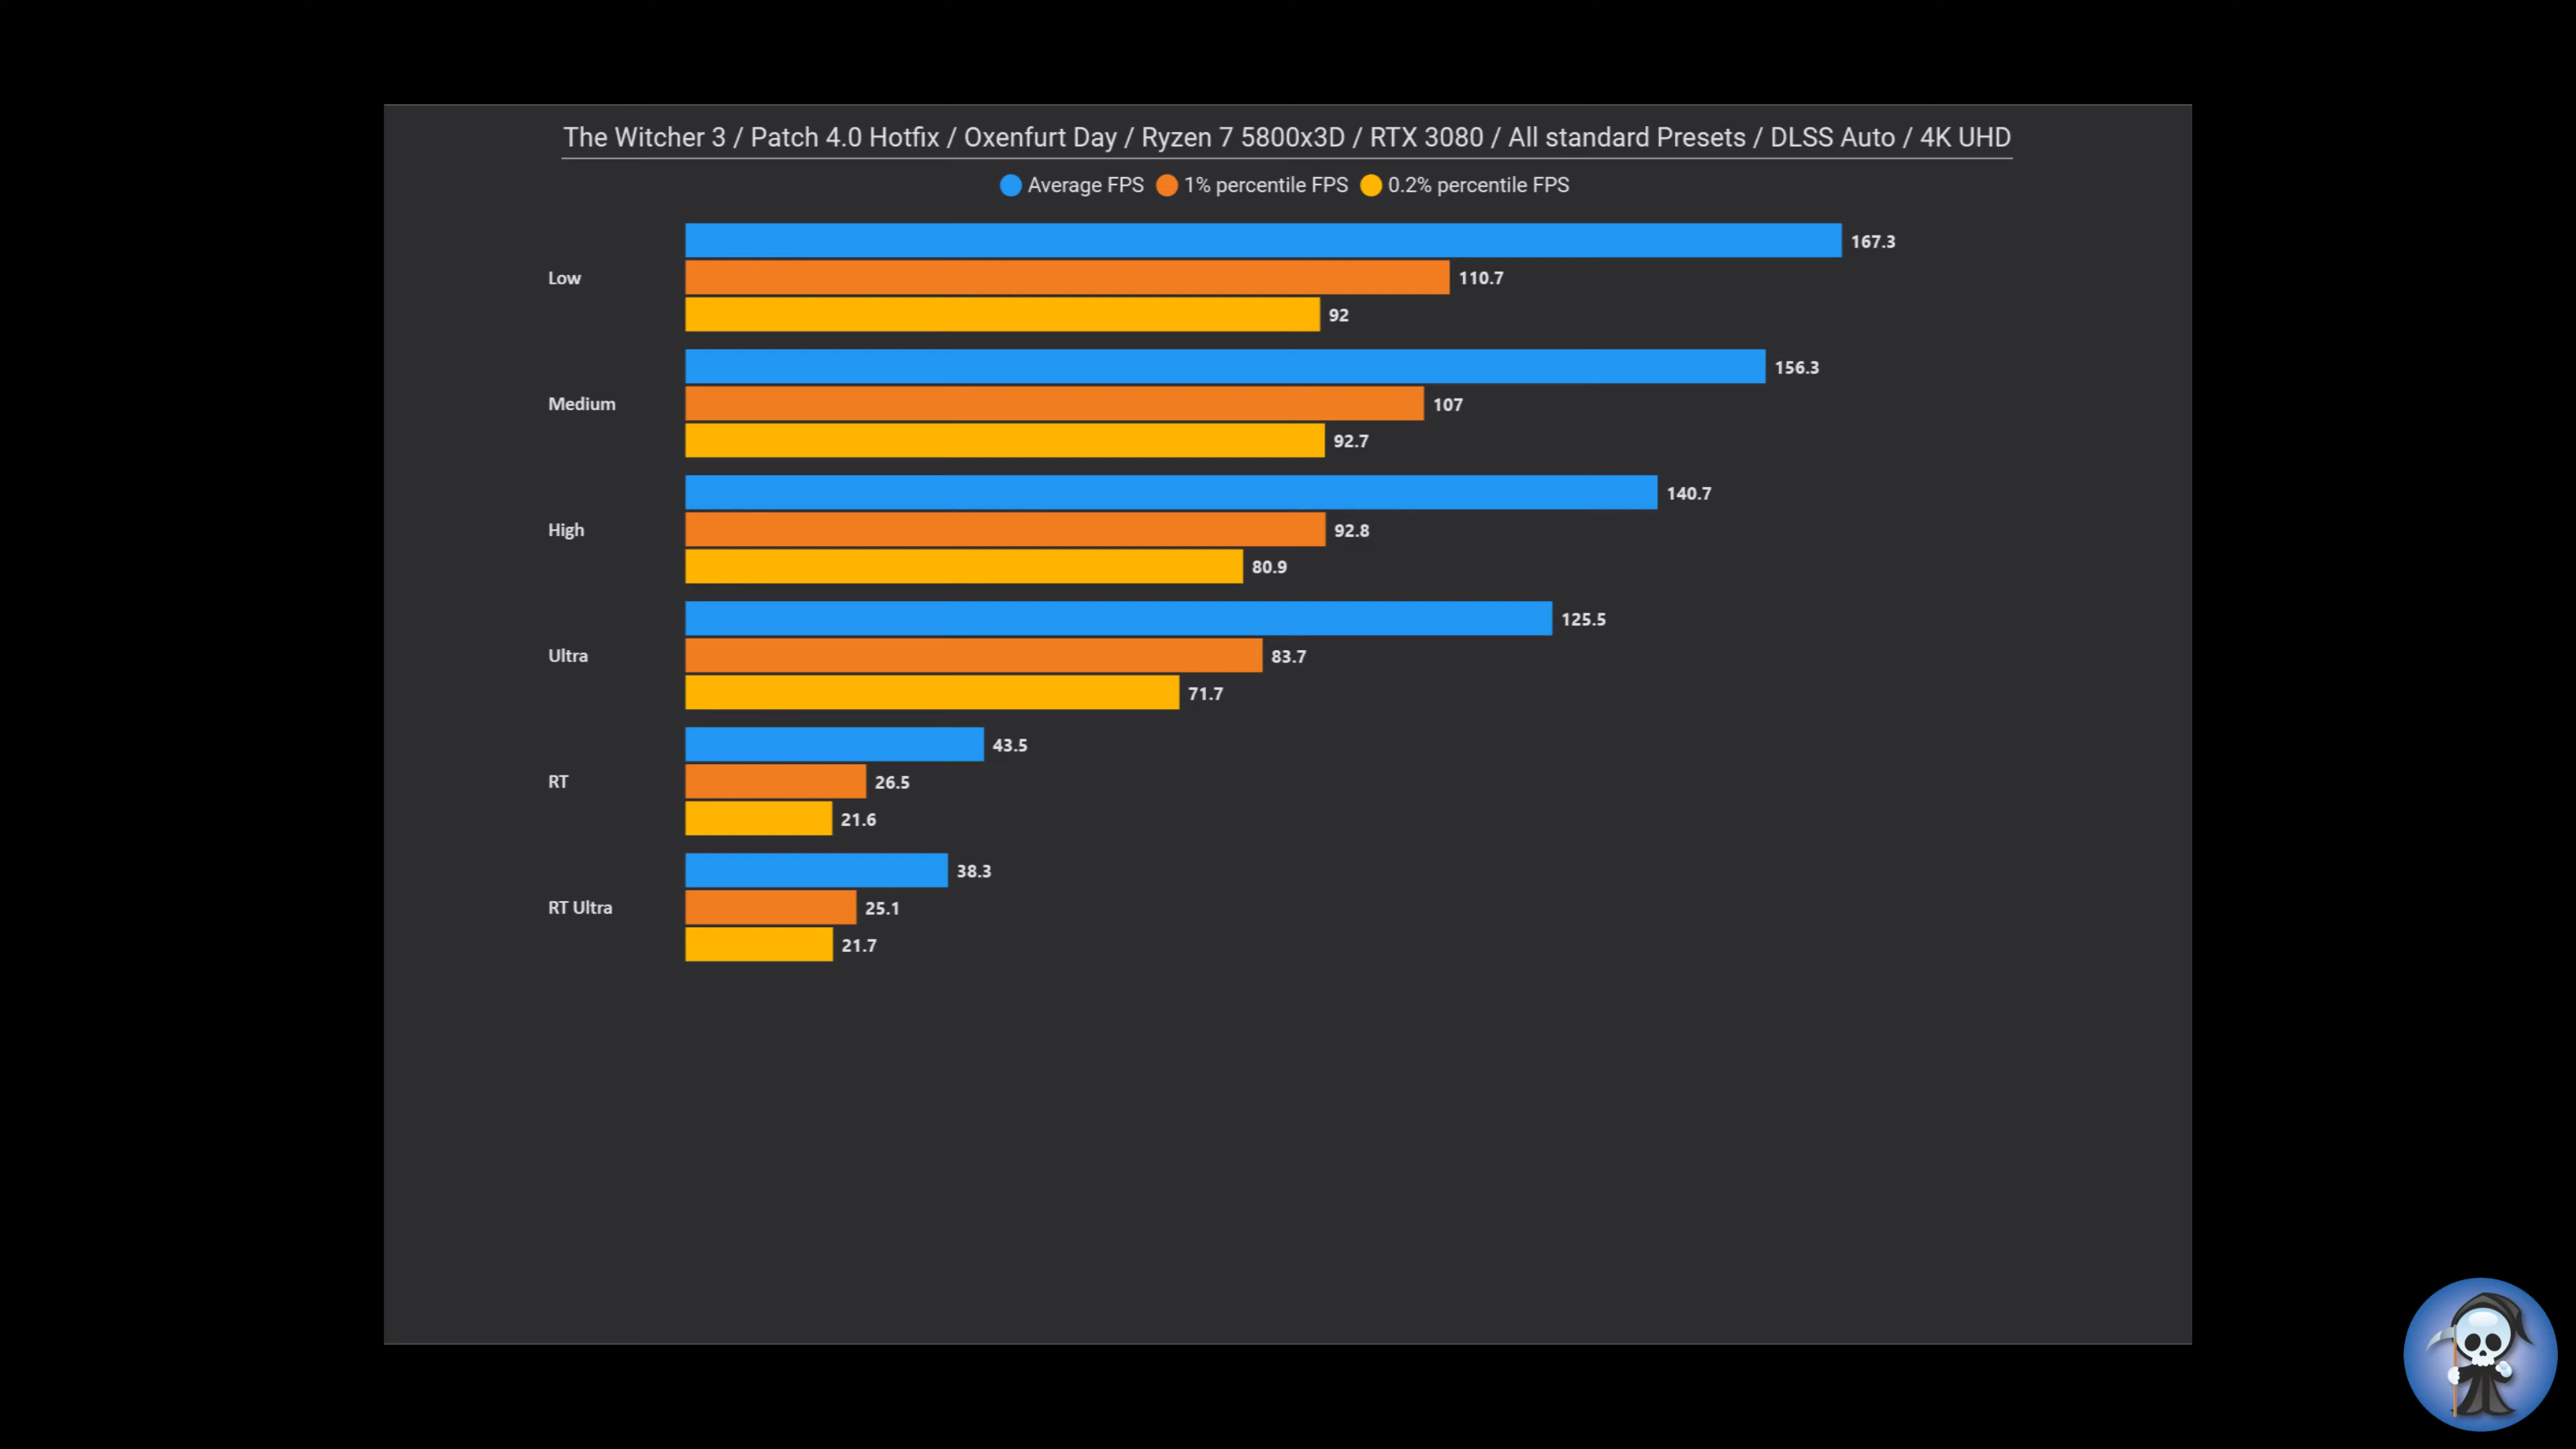 The Witcher 3 / Patch 4.0 Hotfix / Oxenfurt Day / Ryzen 7 5800x3D / RTX 3080 / All standard Presets / DLSS Auto / 4K UHD
Average FPS 1% percentile FPS 0.2% percentile FPS
167.3
Low 110.7
92
156.3
Medium 107
92.7
140.7
High 92.8
80.9
125.5
Ultra 83.7
71.7
43.5
RT 26.5
21.6
38.3
RT Ultra 25.1
21.7